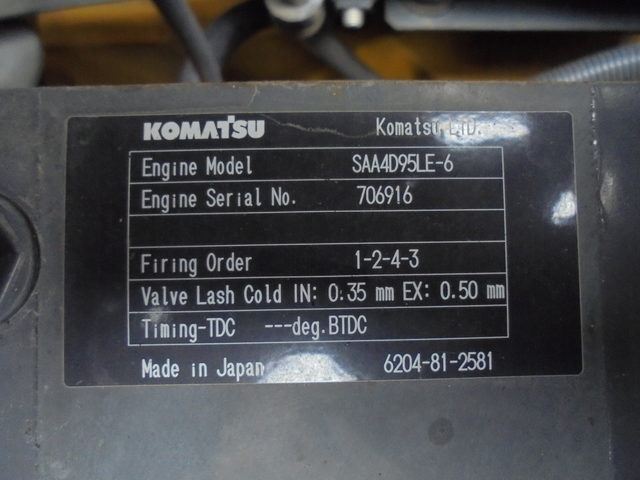 KOMATSU Komatsu LTD.
Engine Model SAA4D95LE-6
Engine Serial No. 706916
Firing Order 1-2-4-3
Valve Lash Cold IN: 0.35 mm EX: 0.50 mm
Timing-TDC ---deg.BTDC
Made in Japan 6204-81-2581